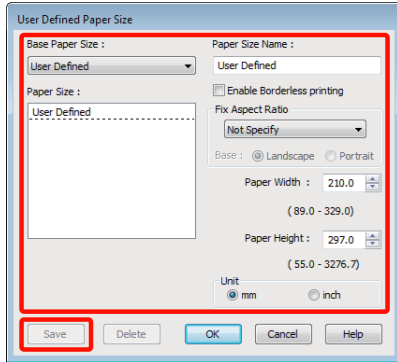 User Defined Paper Size
Base Paper Size :
User Defined
Paper Size :
User Defined
Paper Size Name :
User Defined
Enable Borderless printing
Fix Aspect Ratio
Not Specify
Base : Landscape Portrait
Paper Width : 210.0
( 89.0 - 329.0)
Paper Height : 297.0
( 55.0 - 3276.7)
Unit
mm inch
Save Delete OK Cancel Help